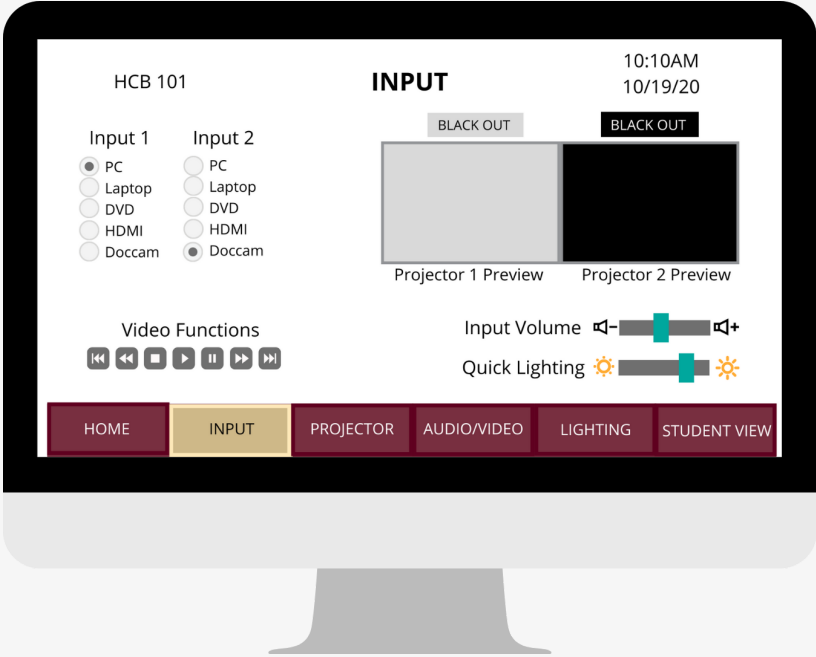 HCB 101
INPUT
10:10AM
10/19/20
Input 1
PC
Laptop
DVD
HDMI
Doccam
Input 2
PC
Laptop
DVD
HDMI
Doccam
BLACK OUT
BLACK OUT
Projector 1 Preview
Projector 2 Preview
Video Functions
Input Volume - +
Quick Lighting
HOME
INPUT
PROJECTOR
AUDIO/VIDEO
LIGHTING
STUDENT VIEW